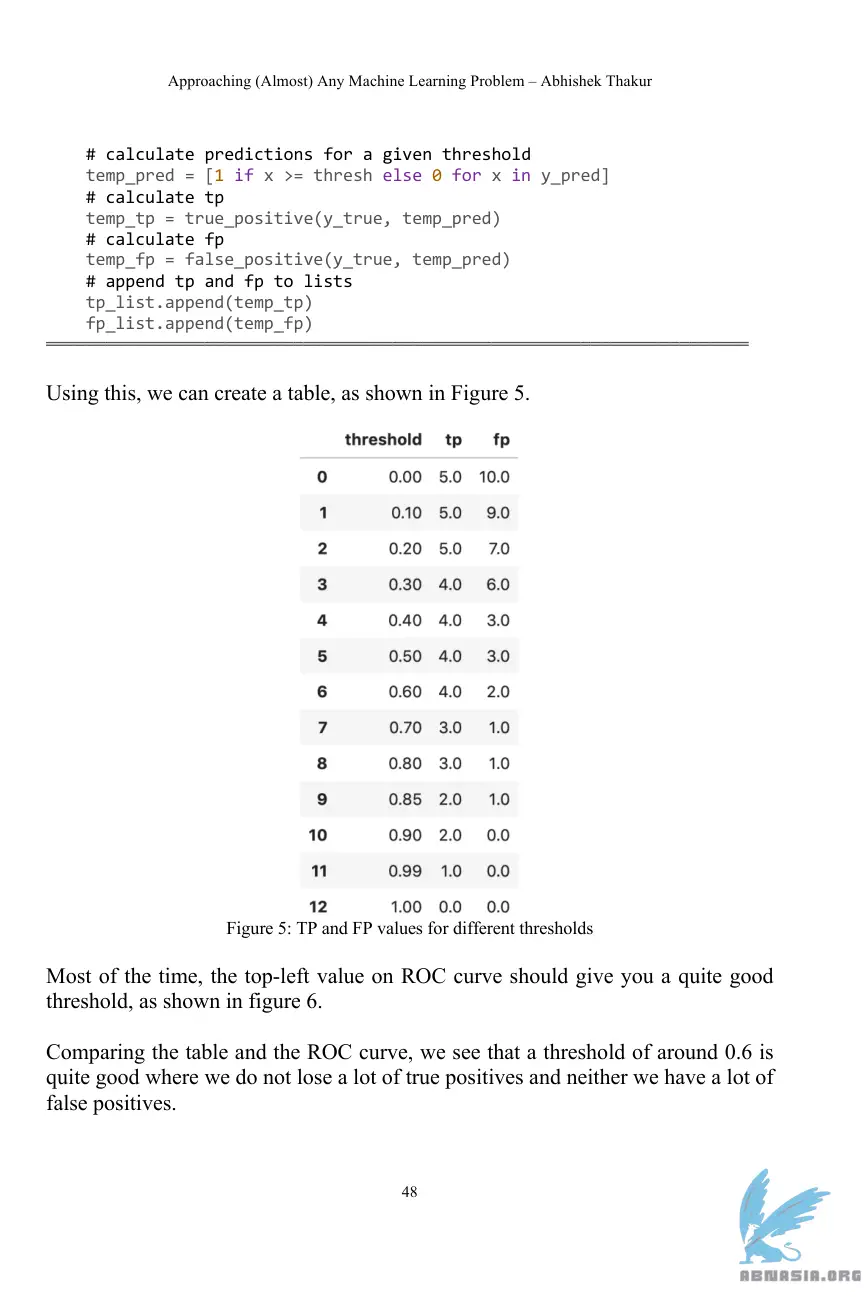 Approaching (Almost) Any Machine Learning Problem – Abhishek Thakur
# calculate predictions for a given threshold
temp_pred = [1 if x >= thresh else 0 for x in y_pred]
# calculate tp
temp_tp = true_positive(y_true, temp_pred)
# calculate fp
temp_fp = false_positive(y_true, temp_pred)
# append tp and fp to lists
tp_list.append(temp_tp)
fp_list.append(temp_fp)
Using this, we can create a table, as shown in Figure 5.
threshold tp fp
0 0.00 5.0 10.0
1 0.10 5.0 9.0
2 0.20 5.0 7.0
3 0.30 4.0 6.0
4 0.40 4.0 3.0
5 0.50 4.0 3.0
6 0.60 4.0 2.0
7 0.70 3.0 1.0
8 0.80 3.0 1.0
9 0.85 2.0 1.0
10 0.90 2.0 0.0
11 0.99 1.0 0.0
12 1.00 0.0 0.0
Figure 5: TP and FP values for different thresholds
Most of the time, the top-left value on ROC curve should give you a quite good
threshold, as shown in figure 6.
Comparing the table and the ROC curve, we see that a threshold of around 0.6 is
quite good where we do not lose a lot of true positives and neither we have a lot of
false positives.
48
ABNASIA.ORG